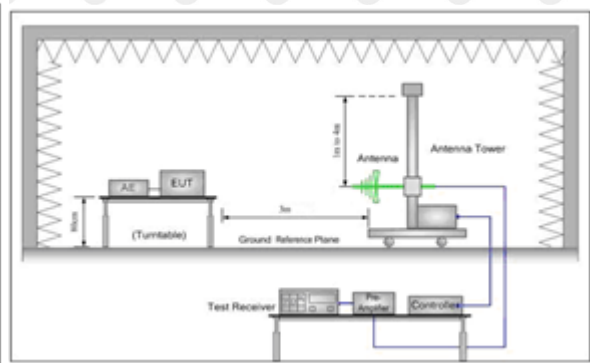 1m to 4m
Antenna
Antenna Tower
AE
EUT
80cm
(Turntable)
3m
Ground Reference Plane
Test Receiver
Pre-
Amplifier
Controller